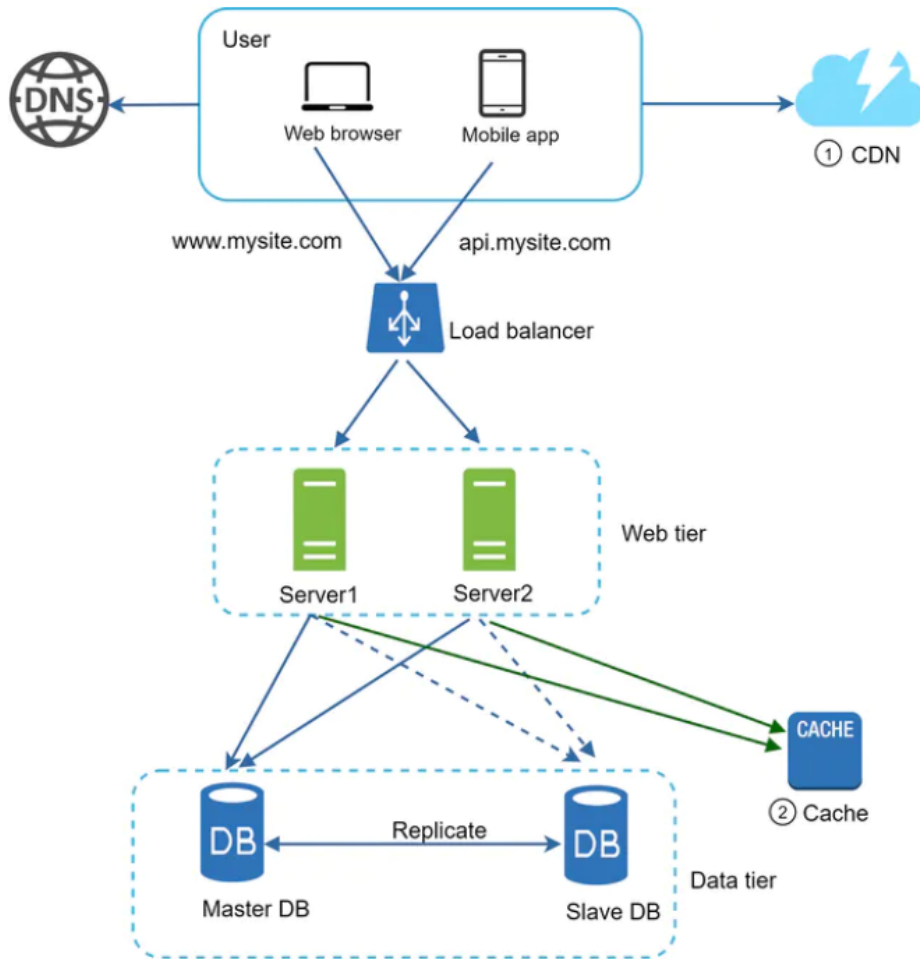 User
DNS
Web browser
Mobile app
1 CDN
www.mysite.com
api.mysite.com
Load balancer
Web tier
Server1
Server2
CACHE
2 Cache
DB
Replicate
DB
Master DB
Slave DB
Data tier